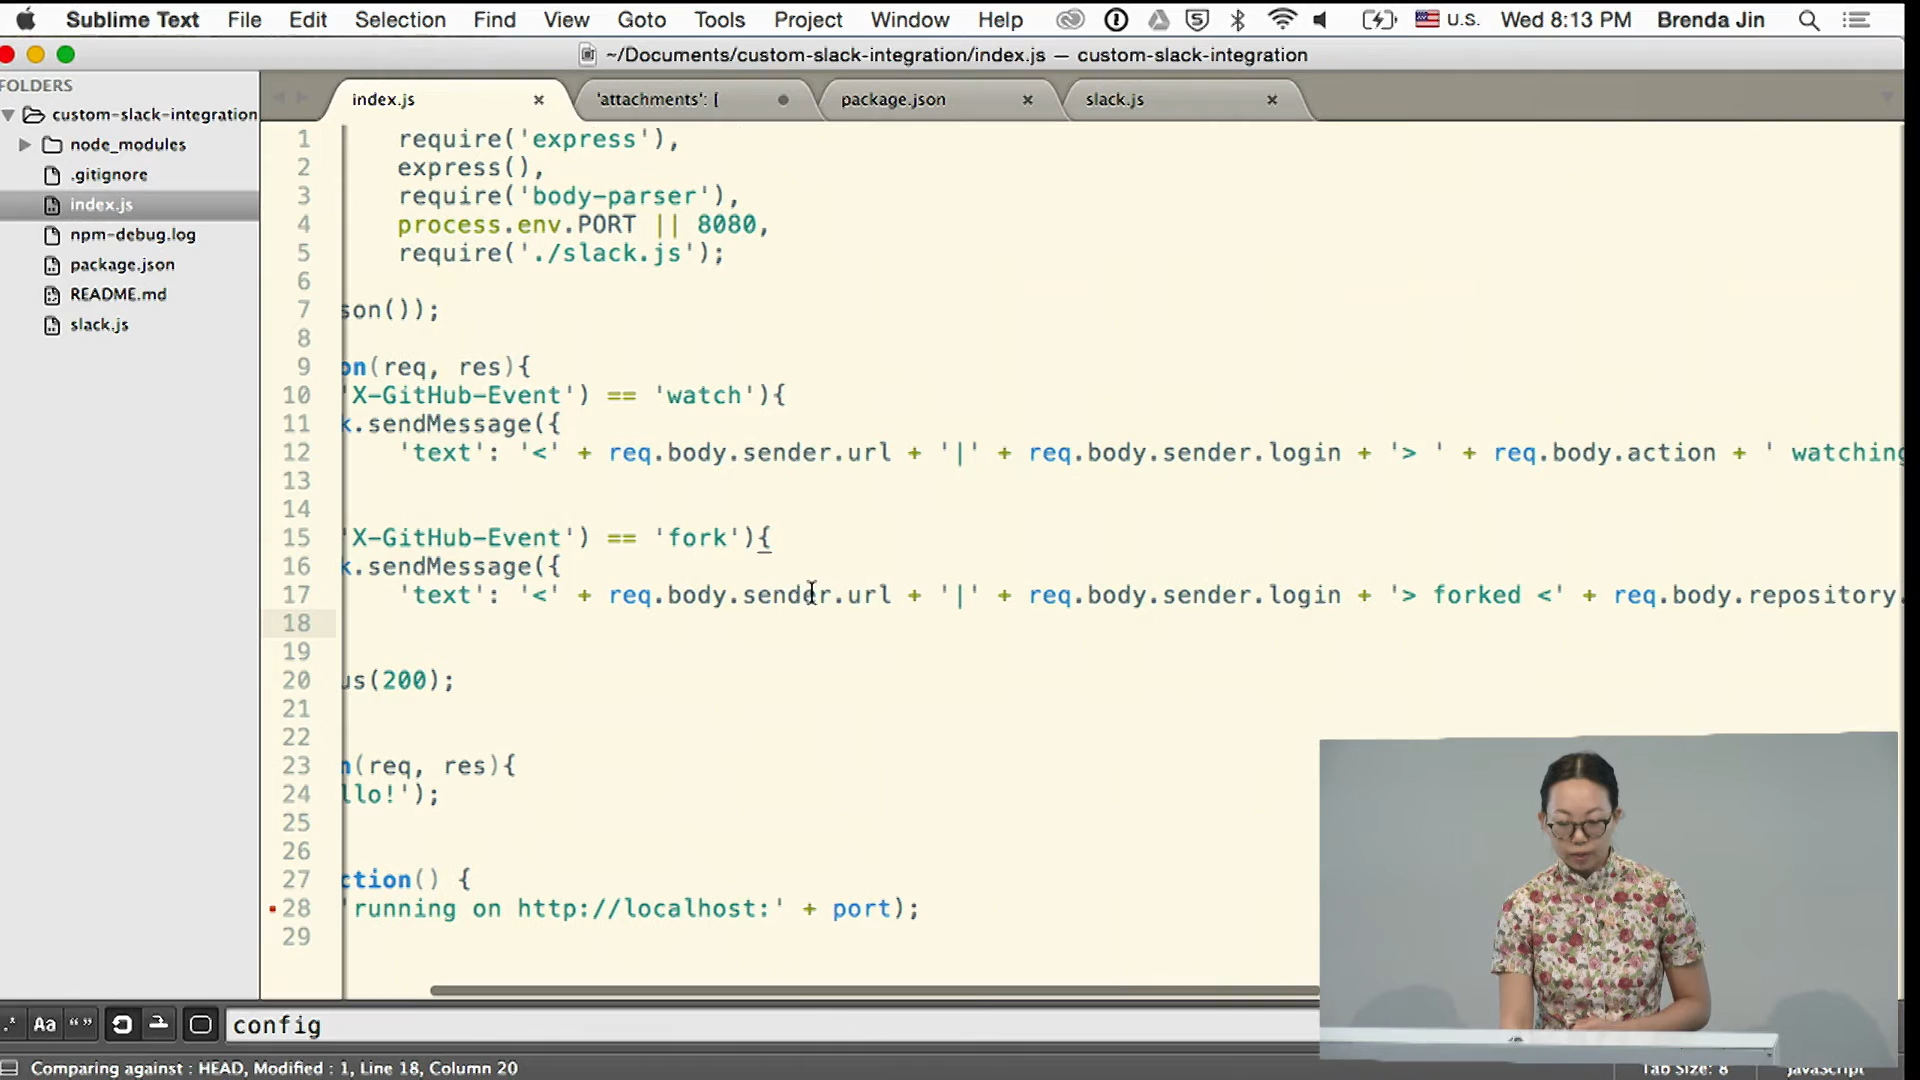 Sublime Text File Edit Selection Find View Goto Tools Project Window Help U.S. Wed 8:13 PM Brenda Jin
~/Documents/custom-slack-integration/index.js — custom-slack-integration
FOLDERS
custom-slack-integration
node_modules
.gitignore
index.js
npm-debug.log
package.json
README.md
slack.js
index.js × 'attachments': [ package.json × slack.js ×
1 require('express'),
2 express(),
3 require('body-parser'),
4 process.env.PORT || 8080,
5 require('./slack.js');
6
7 son());
8
9 on(req, res){
10 'X-GitHub-Event') == 'watch'){
11 k.sendMessage({
12 'text': '<' + req.body.sender.url + '|' + req.body.sender.login + '> ' + req.body.action + ' watching
13
14
15 'X-GitHub-Event') == 'fork'){
16 k.sendMessage({
17 'text': '<' + req.body.sender.url + '|' + req.body.sender.login + '> forked <' + req.body.repository.
18
19
20 us(200);
21
22
23 n(req, res){
24 llo!');
25
26
27 ction() {
28 'running on http://localhost:' + port);
29
.* Aa “” config
Comparing against : HEAD, Modified : 1, Line 18, Column 20
Tab Size: 8 JavaScript